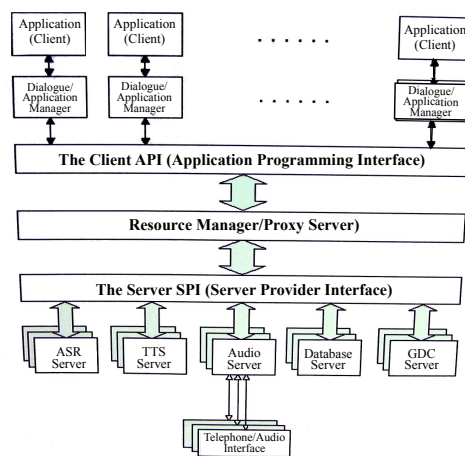 Application
(Client)
Application
(Client)
. . . . . .
Application
(Client)
Dialogue/
Application
Manager
Dialogue/
Application
Manager
. . . . . .
Dialogue/
Application
Manager
The Client API (Application Programming Interface)
Resource Manager/Proxy Server)
The Server SPI (Server Provider Interface)
ASR
Server
TTS
Server
Audio
Server
Database
Server
GDC
Server
Telephone/Audio
Interface